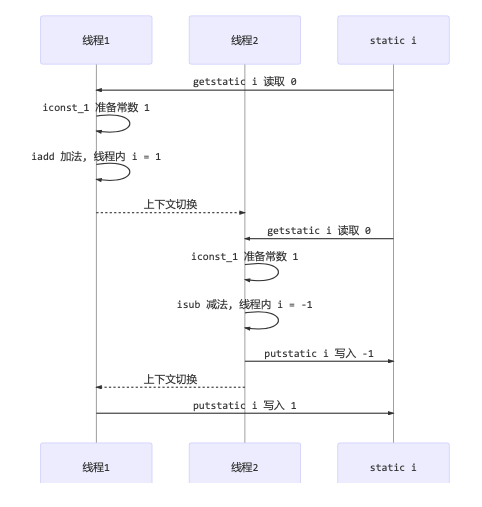 线程1 线程2 static i
getstatic i 读取 0
iconst_1 准备常数 1
iadd 加法, 线程内 i = 1
上下文切换
getstatic i 读取 0
iconst_1 准备常数 1
isub 减法, 线程内 i = -1
putstatic i 写入 -1
上下文切换
putstatic i 写入 1
线程1 线程2 static i